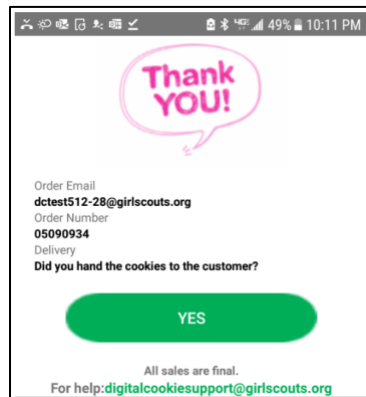 49% 10:11 PM
Thank
YOU!
Order Email
dctest512-28@girlscouts.org
Order Number
05090934
Delivery
Did you hand the cookies to the customer?
YES
All sales are final.
For help:digitalcookiesupport@girlscouts.org